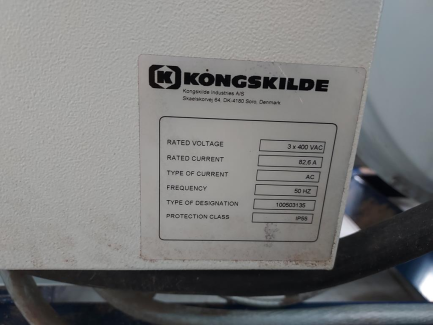 K KONGSKILDE
Kongskilde Industries A/S
Skælskørvej 64, DK-4180 Sorø, Denmark
RATED VOLTAGE 3 x 400 VAC
RATED CURRENT 82,6 A
TYPE OF CURRENT AC
FREQUENCY 50 HZ
TYPE OF DESIGNATION 100503135
PROTECTION CLASS IP55